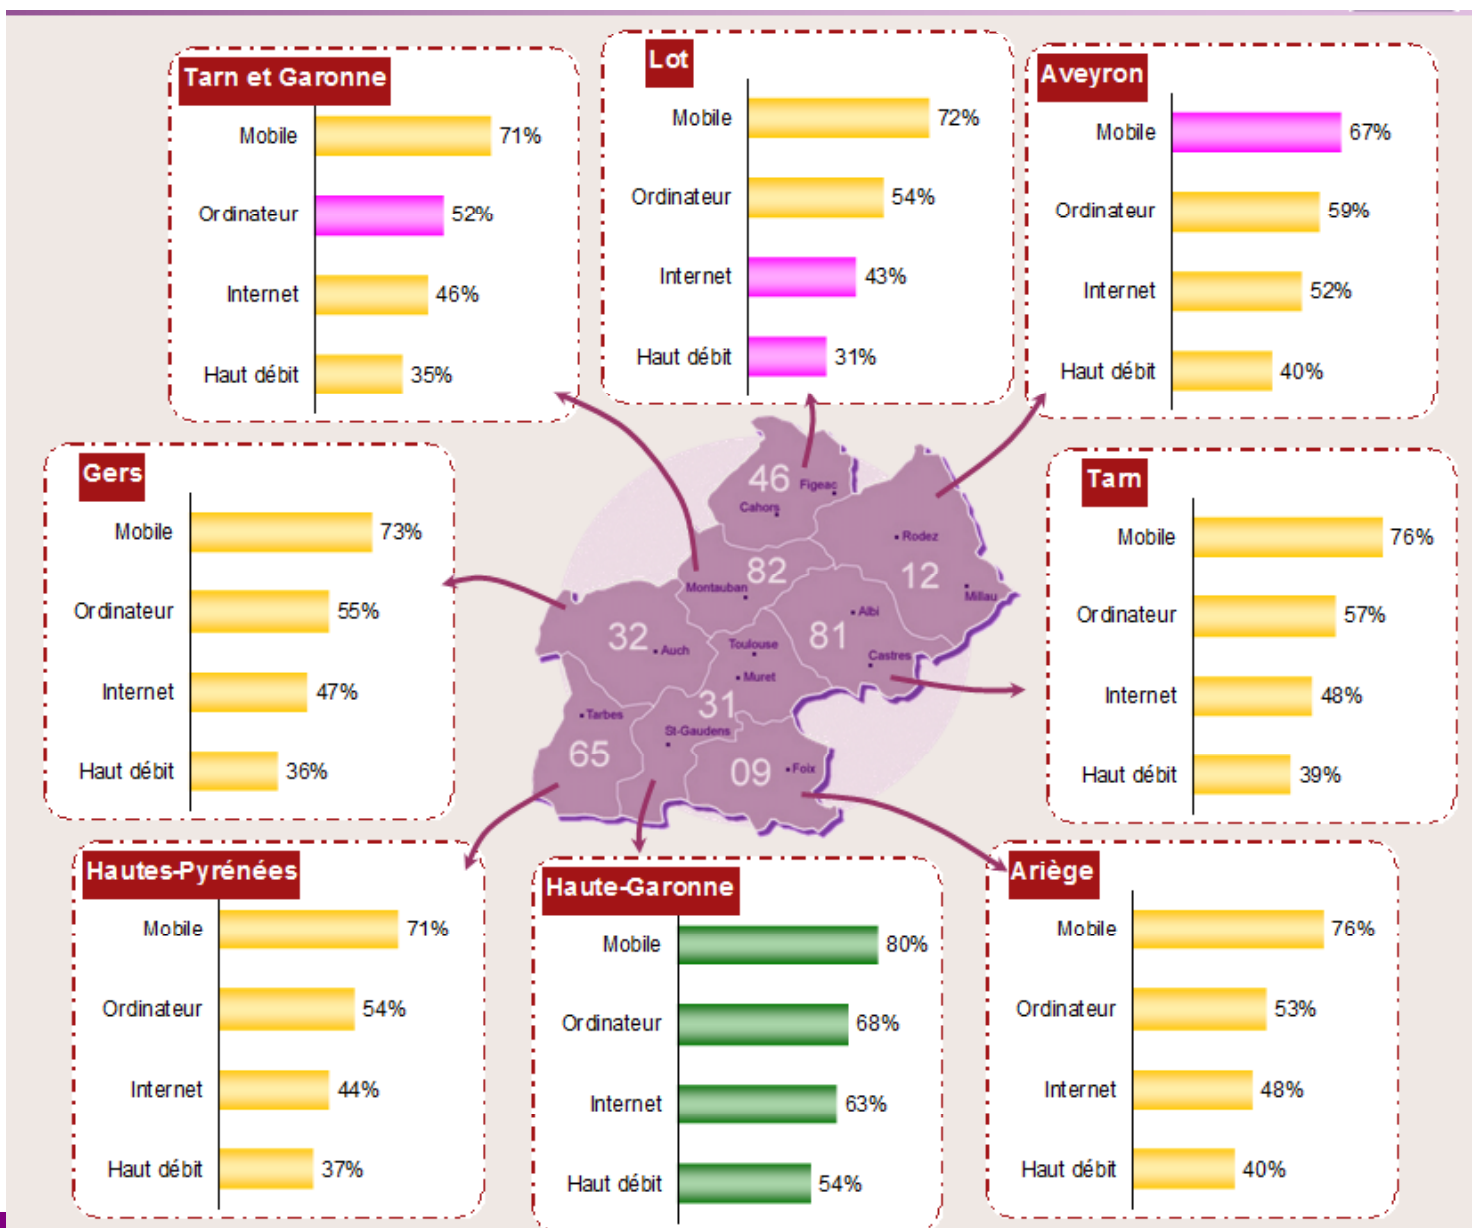 Tarn et Garonne
Mobile 71%
Ordinateur 52%
Internet 46%
Haut débit 35%
Lot
Mobile 72%
Ordinateur 54%
Internet 43%
Haut débit 31%
Aveyron
Mobile 67%
Ordinateur 59%
Internet 52%
Haut débit 40%
Gers
Mobile 73%
Ordinateur 55%
Internet 47%
Haut débit 36%
46
Figeac
Cahors
Rodez
82
12
Montauban
Millau
Albi
32
81
Auch
Toulouse
Castres
Muret
31
Tarbes
St-Gaudens
65
09
Foix
Tarn
Mobile 76%
Ordinateur 57%
Internet 48%
Haut débit 39%
Hautes-Pyrénées
Mobile 71%
Ordinateur 54%
Internet 44%
Haut débit 37%
Haute-Garonne
Mobile 80%
Ordinateur 68%
Internet 63%
Haut débit 54%
Ariège
Mobile 76%
Ordinateur 53%
Internet 48%
Haut débit 40%